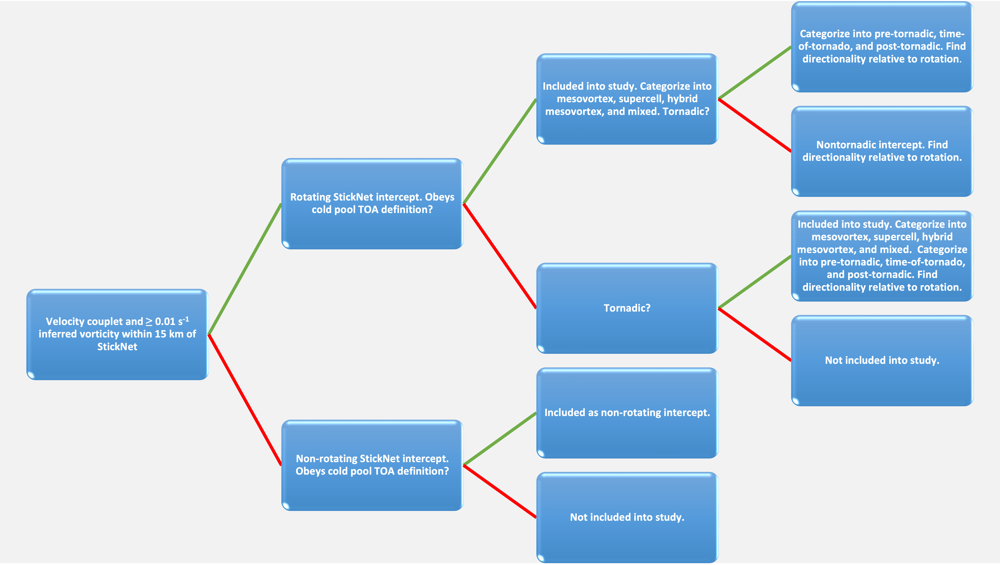 Velocity couplet and ≥ 0.01 s⁻¹
inferred vorticity within 15 km of
StickNet
Rotating StickNet intercept. Obeys
cold pool TOA definition?
Non-rotating StickNet intercept.
Obeys cold pool TOA definition?
Included into study. Categorize into
mesovortex, supercell, hybrid
mesovortex, and mixed. Tornadic?
Tornadic?
Included as non-rotating intercept.
Not included into study.
Categorize into pre-tornadic, time-
of-tornado, and post-tornadic. Find
directionality relative to rotation.
Nontornadic intercept. Find
directionality relative to rotation.
Included into study. Categorize into
mesovortex, supercell, hybrid
mesovortex, and mixed.  Categorize
into pre-tornadic, time-of-tornado,
and post-tornadic. Find
directionality relative to rotation.
Not included into study.